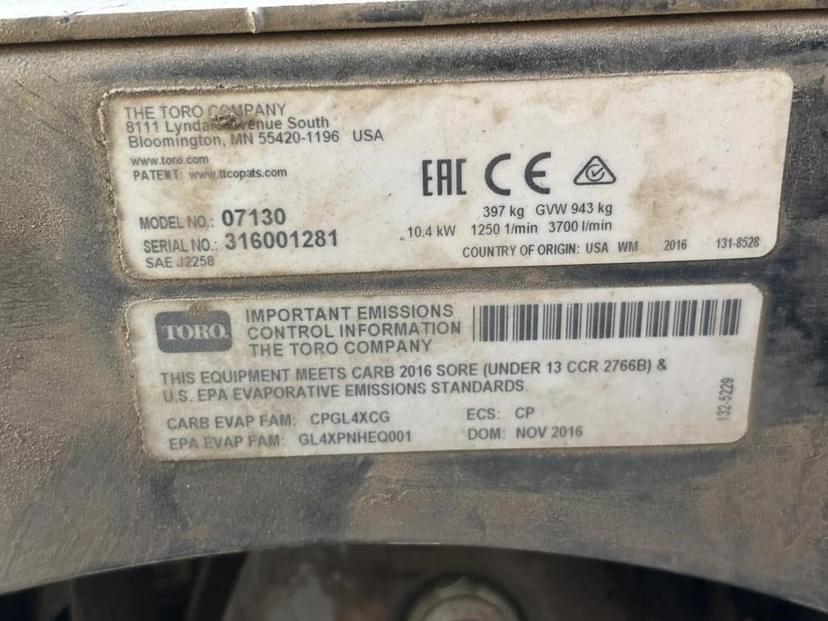 THE TORO COMPANY
8111 Lyndale Avenue South
Bloomington, MN 55420-1196 USA
www.toro.com
PATENT: www.ttcopats.com
EAC CE
MODEL NO.: 07130
397 kg GVW 943 kg
SERIAL NO.: 316001281
10.4 kW 1250 1/min 3700 l/min
SAE J2258
COUNTRY OF ORIGIN: USA WM 2016 131-8528
TORO.
IMPORTANT EMISSIONS
CONTROL INFORMATION
THE TORO COMPANY
THIS EQUIPMENT MEETS CARB 2016 SORE (UNDER 13 CCR 2766B) &
U.S. EPA EVAPORATIVE EMISSIONS STANDARDS.
CARB EVAP FAM: CPGL4XCG ECS: CP
EPA EVAP FAM: GL4XPNHEQ001 DOM: NOV 2016
132-5229